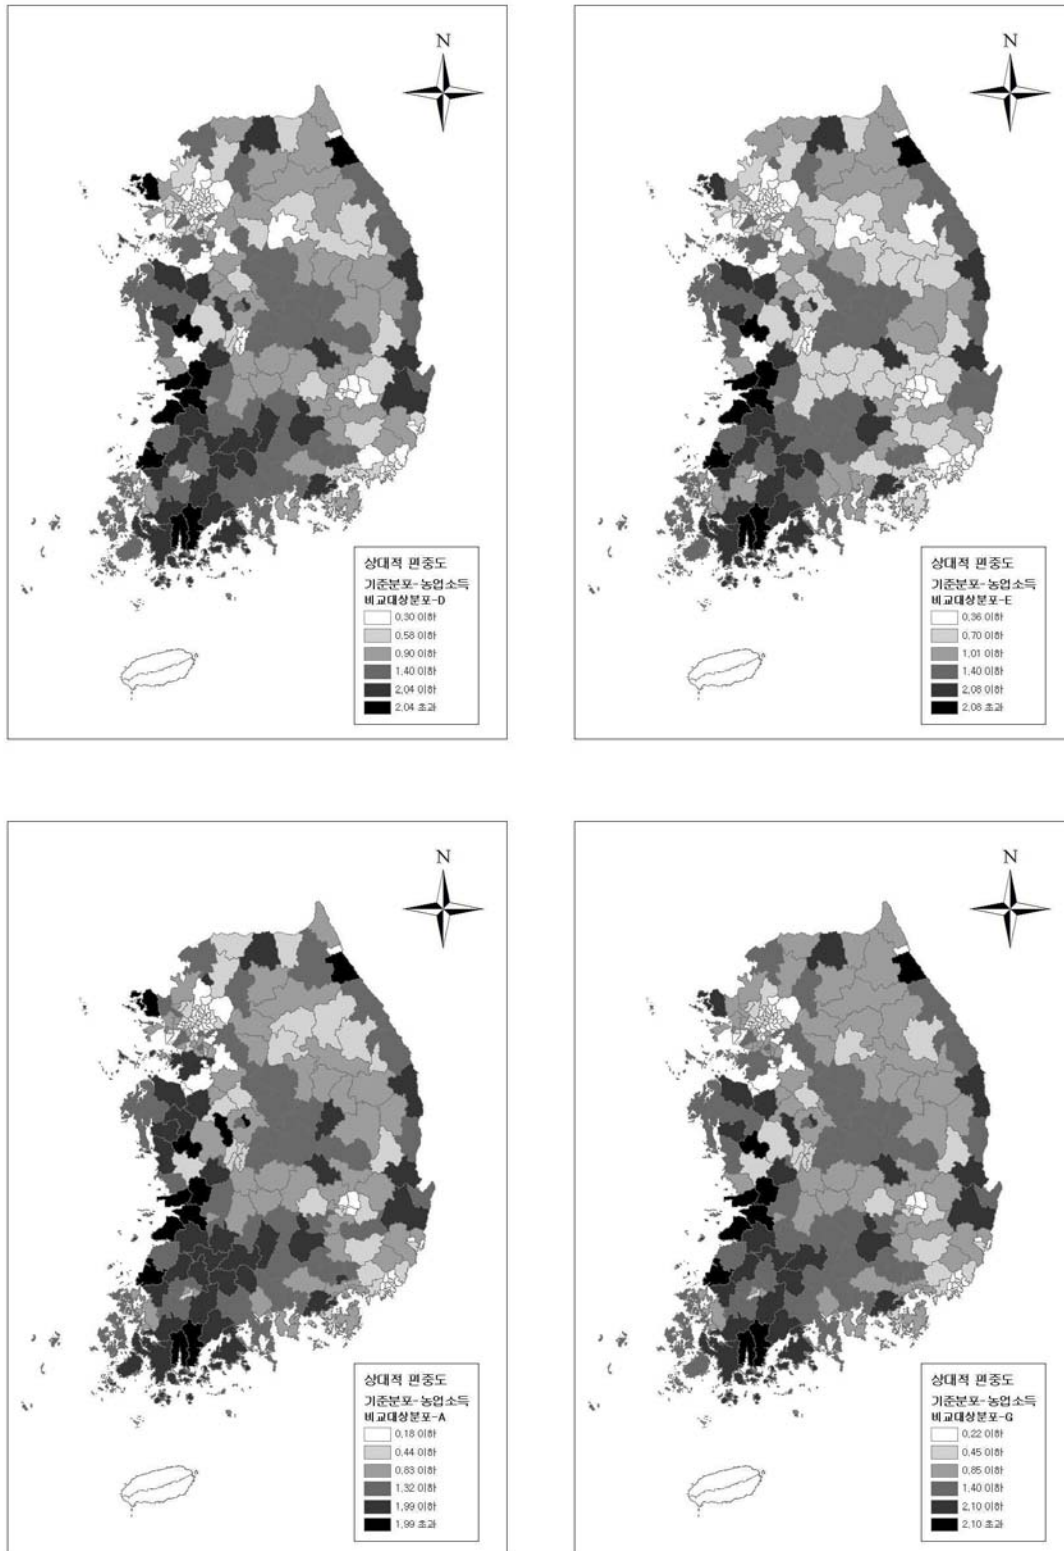 N
상대적 편중도
기준분포-농업소득
비교대상분포-D
0,30 이하
0,58 이하
0,90 이하
1,40 이하
2,04 이하
2,04 초과
N
상대적 편중도
기준분포-농업소득
비교대상분포-E
0,36 이하
0,70 이하
1,01 이하
1,40 이하
2,08 이하
2,08 초과
N
상대적 편중도
기준분포-농업소득
비교대상분포-A
0,18 이하
0,44 이하
0,83 이하
1,32 이하
1,99 이하
1,99 초과
N
상대적 편중도
기준분포-농업소득
비교대상분포-G
0,22 이하
0,45 이하
0,85 이하
1,40 이하
2,10 이하
2,10 초과